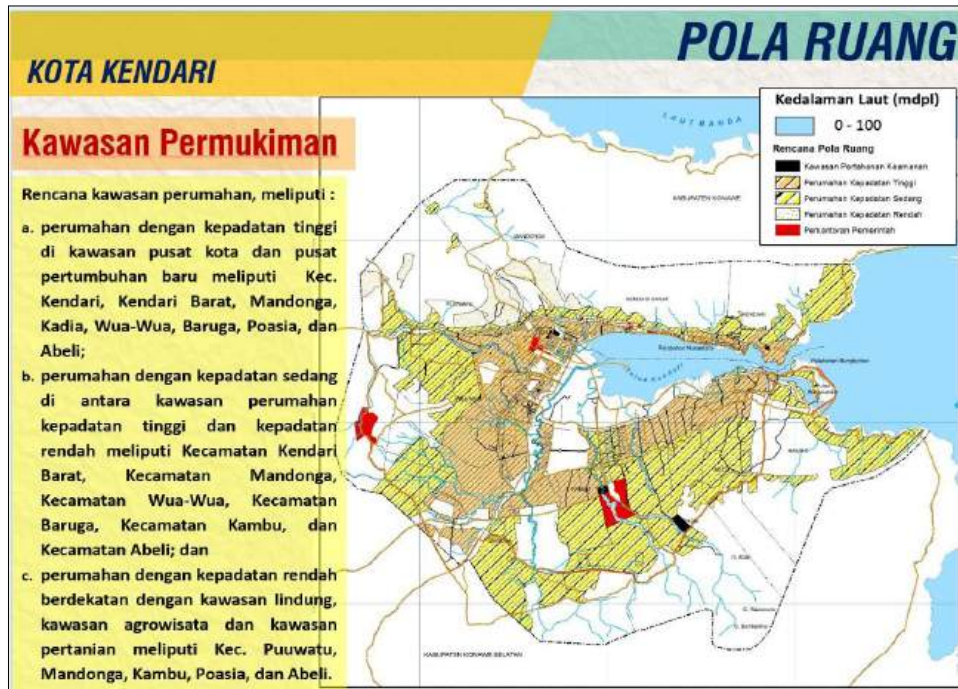 POLA RUANG
KOTA KENDARI
Kawasan Permukiman
Rencana kawasan perumahan, meliputi :
a. perumahan dengan kepadatan tinggi
di kawasan pusat kota dan pusat
pertumbuhan baru meliputi Kec.
Kendari, Kendari Barat, Mandonga,
Kadia, Wua-Wua, Baruga, Poasia, dan
Abeli;
b. perumahan dengan kepadatan sedang
di antara kawasan perumahan
kepadatan tinggi dan kepadatan
rendah meliputi Kecamatan Kendari
Barat, Kecamatan Mandonga,
Kecamatan Wua-Wua, Kecamatan
Baruga, Kecamatan Kambu, dan
Kecamatan Abeli; dan
c. perumahan dengan kepadatan rendah
berdekatan dengan kawasan lindung,
kawasan agrowisata dan kawasan
pertanian meliputi Kec. Puuwatu,
Mandonga, Kambu, Poasia, dan Abeli.
Kedalaman Laut (mdpl)
0 - 100
Rencana Pola Ruang
Kawasan Pertahanan Keamanan
Perumahan Kepadatan Tinggi
Perumahan Kepadatan Sedang
Perumahan Kepadatan Rendah
Perkantoran Pemerintah
LAUT BANDA
KABUPATEN KONAWE
KABUPATEN KONAWE SELATAN